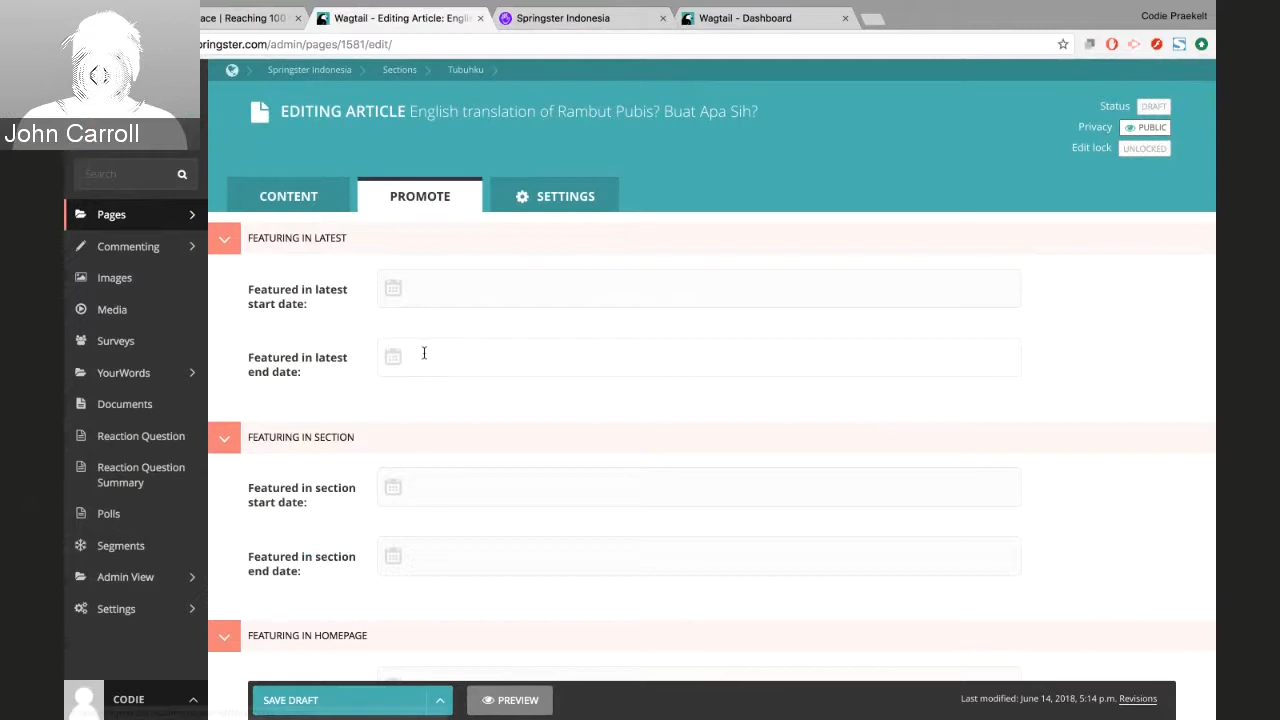 Codie Praekelt
ace | Reaching 100
Wagtail - Editing Article: Engli
Springster Indonesia
Wagtail - Dashboard
pringster.com/admin/pages/1581/edit/
John Carroll
Springster Indonesia
Sections
Tubuhku
EDITING ARTICLE English translation of Rambut Pubis? Buat Apa Sih?
Status DRAFT
Privacy PUBLIC
Edit lock UNLOCKED
Search
Pages
Commenting
Images
Media
Surveys
YourWords
Documents
Reaction Question
Reaction Question
Summary
Polls
Segments
Admin View
Settings
CODIE
CONTENT
PROMOTE
SETTINGS
FEATURING IN LATEST
Featured in latest
start date:
Featured in latest
end date:
FEATURING IN SECTION
Featured in section
start date:
Featured in section
end date:
FEATURING IN HOMEPAGE
SAVE DRAFT
PREVIEW
Last modified: June 14, 2018, 5:14 p.m. Revisions